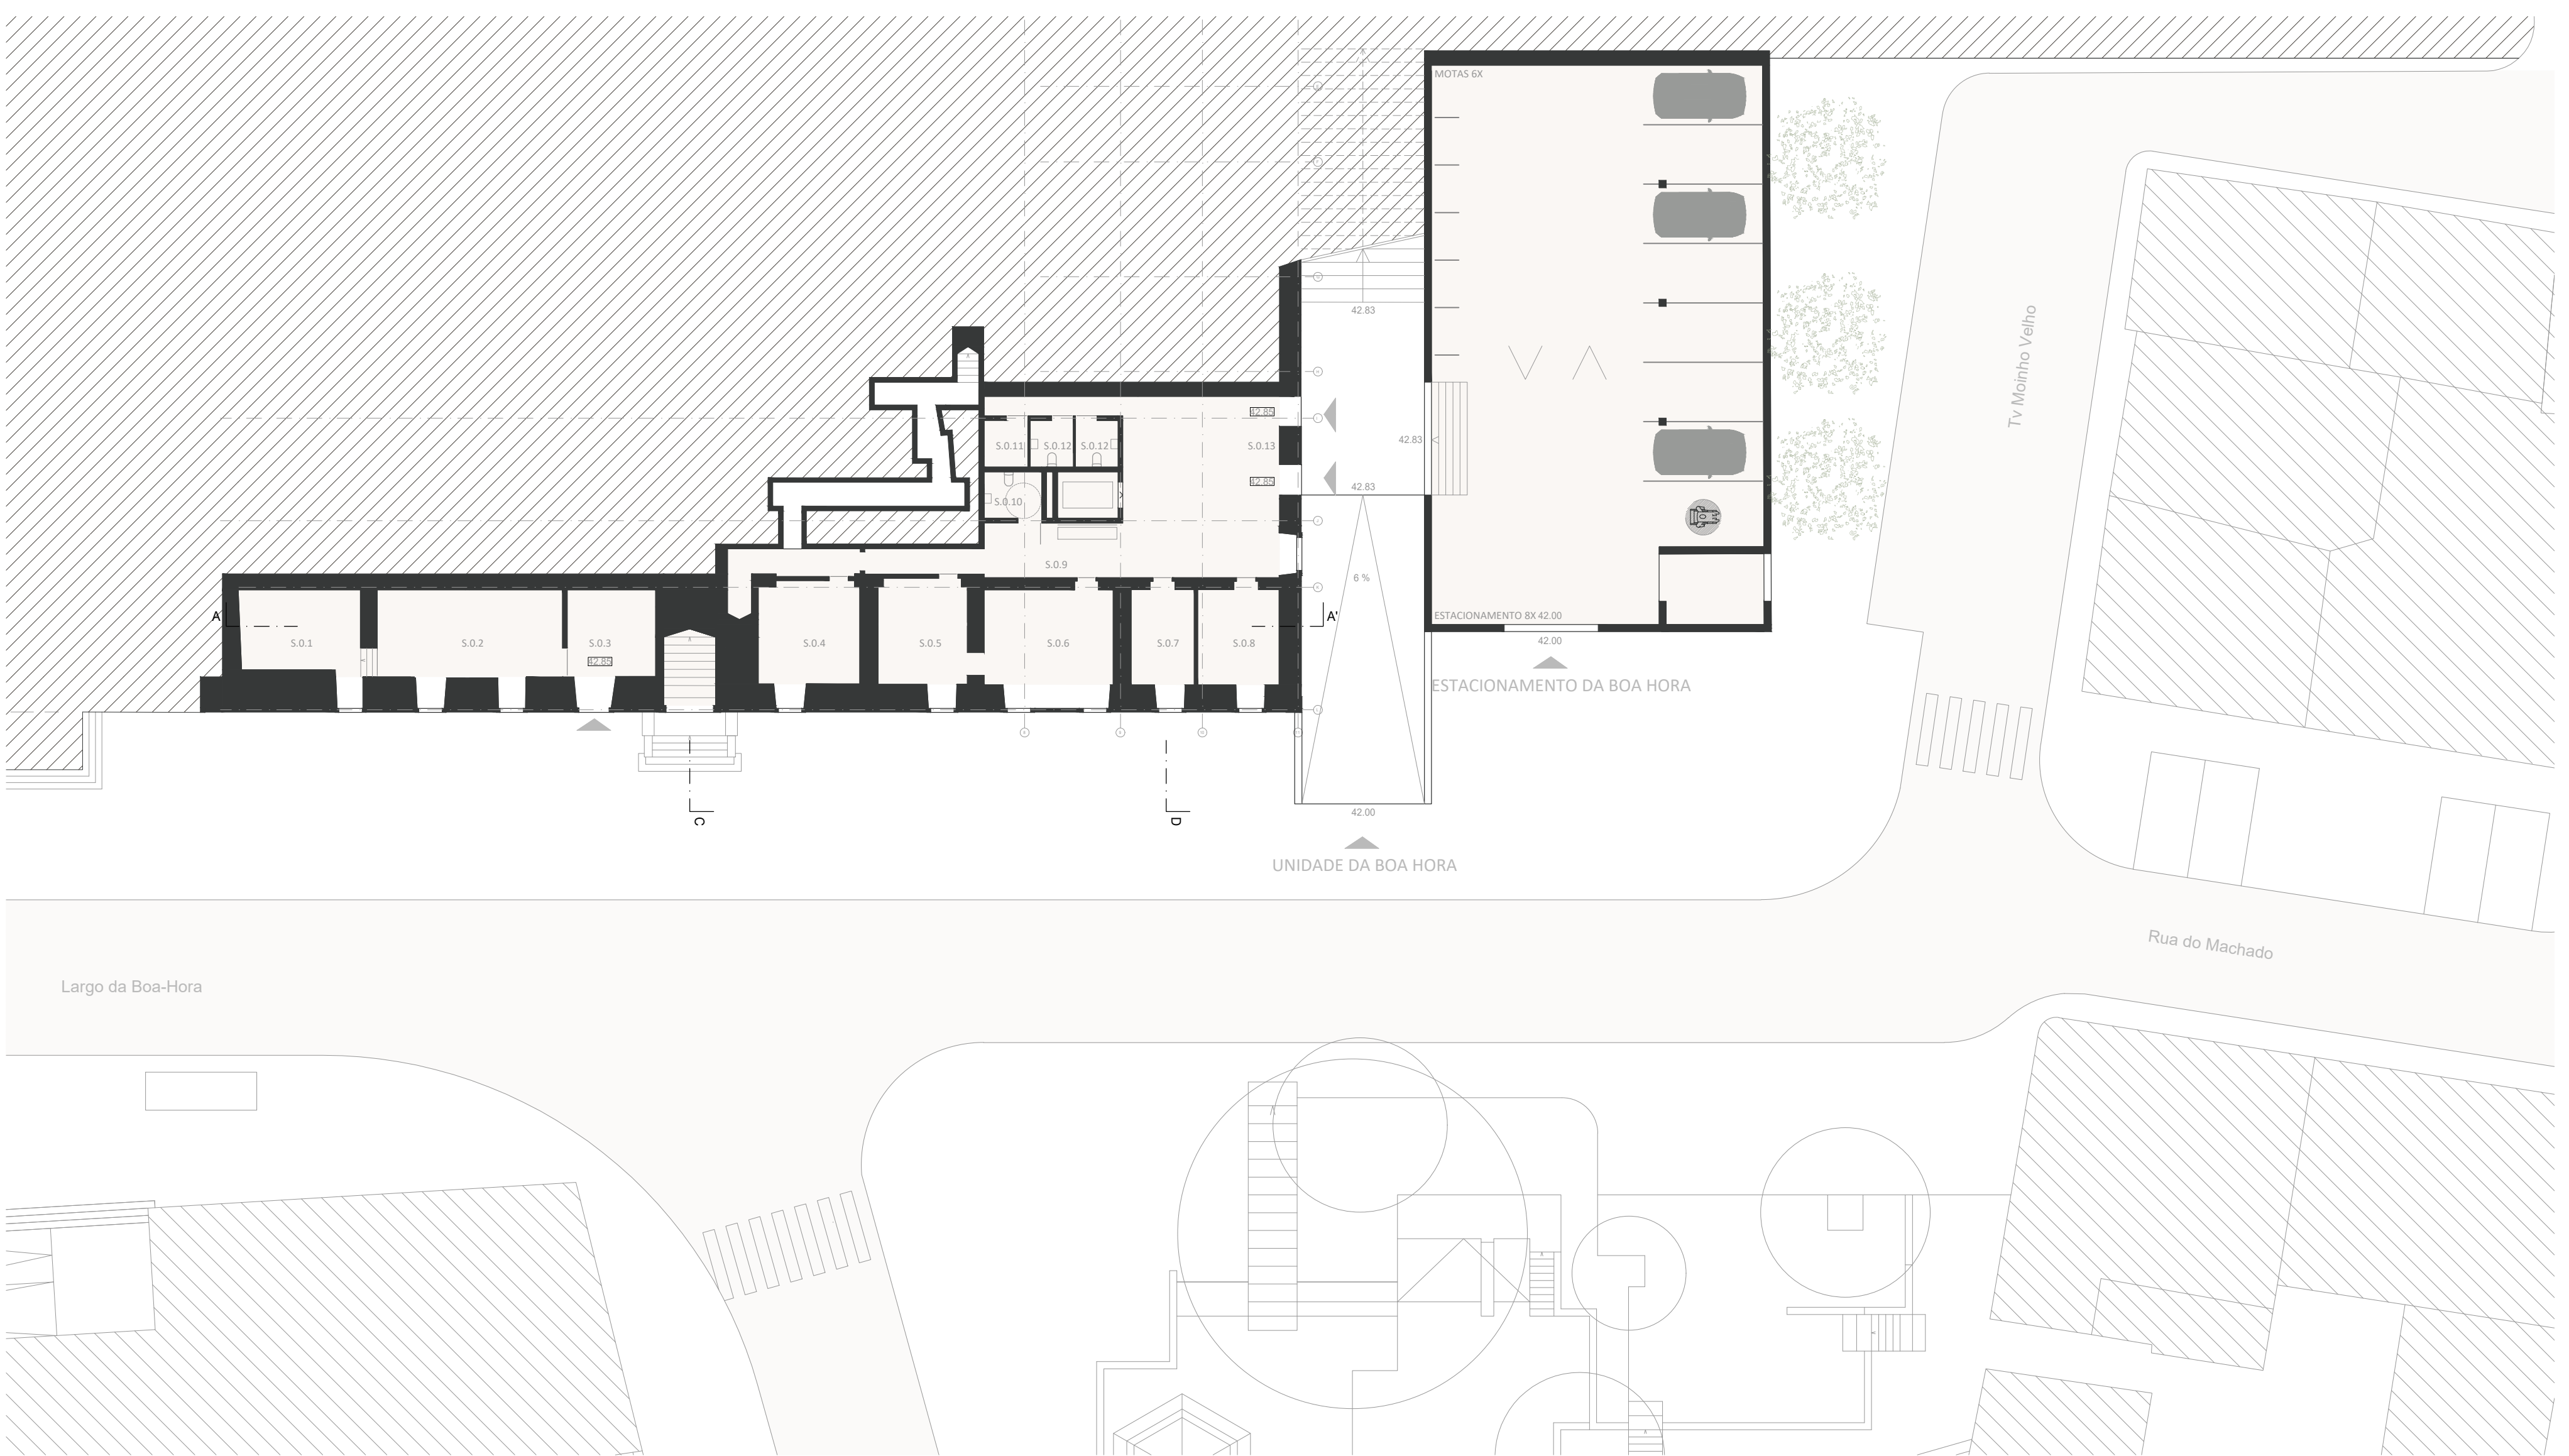 MOTAS 6X
42.83
Tv Moinho Velho
42.85
S.0.11
S.0.12
S.0.12
S.0.13
42.83
42.85
42.83
S.0.10
S.0.9
6 %
A
A'
ESTACIONAMENTO 8X 42.00
42.00
S.0.1
S.0.2
S.0.3
42.85
S.0.4
S.0.5
S.0.6
S.0.7
S.0.8
ESTACIONAMENTO DA BOA HORA
C
D
42.00
UNIDADE DA BOA HORA
Rua do Machado
Largo da Boa-Hora